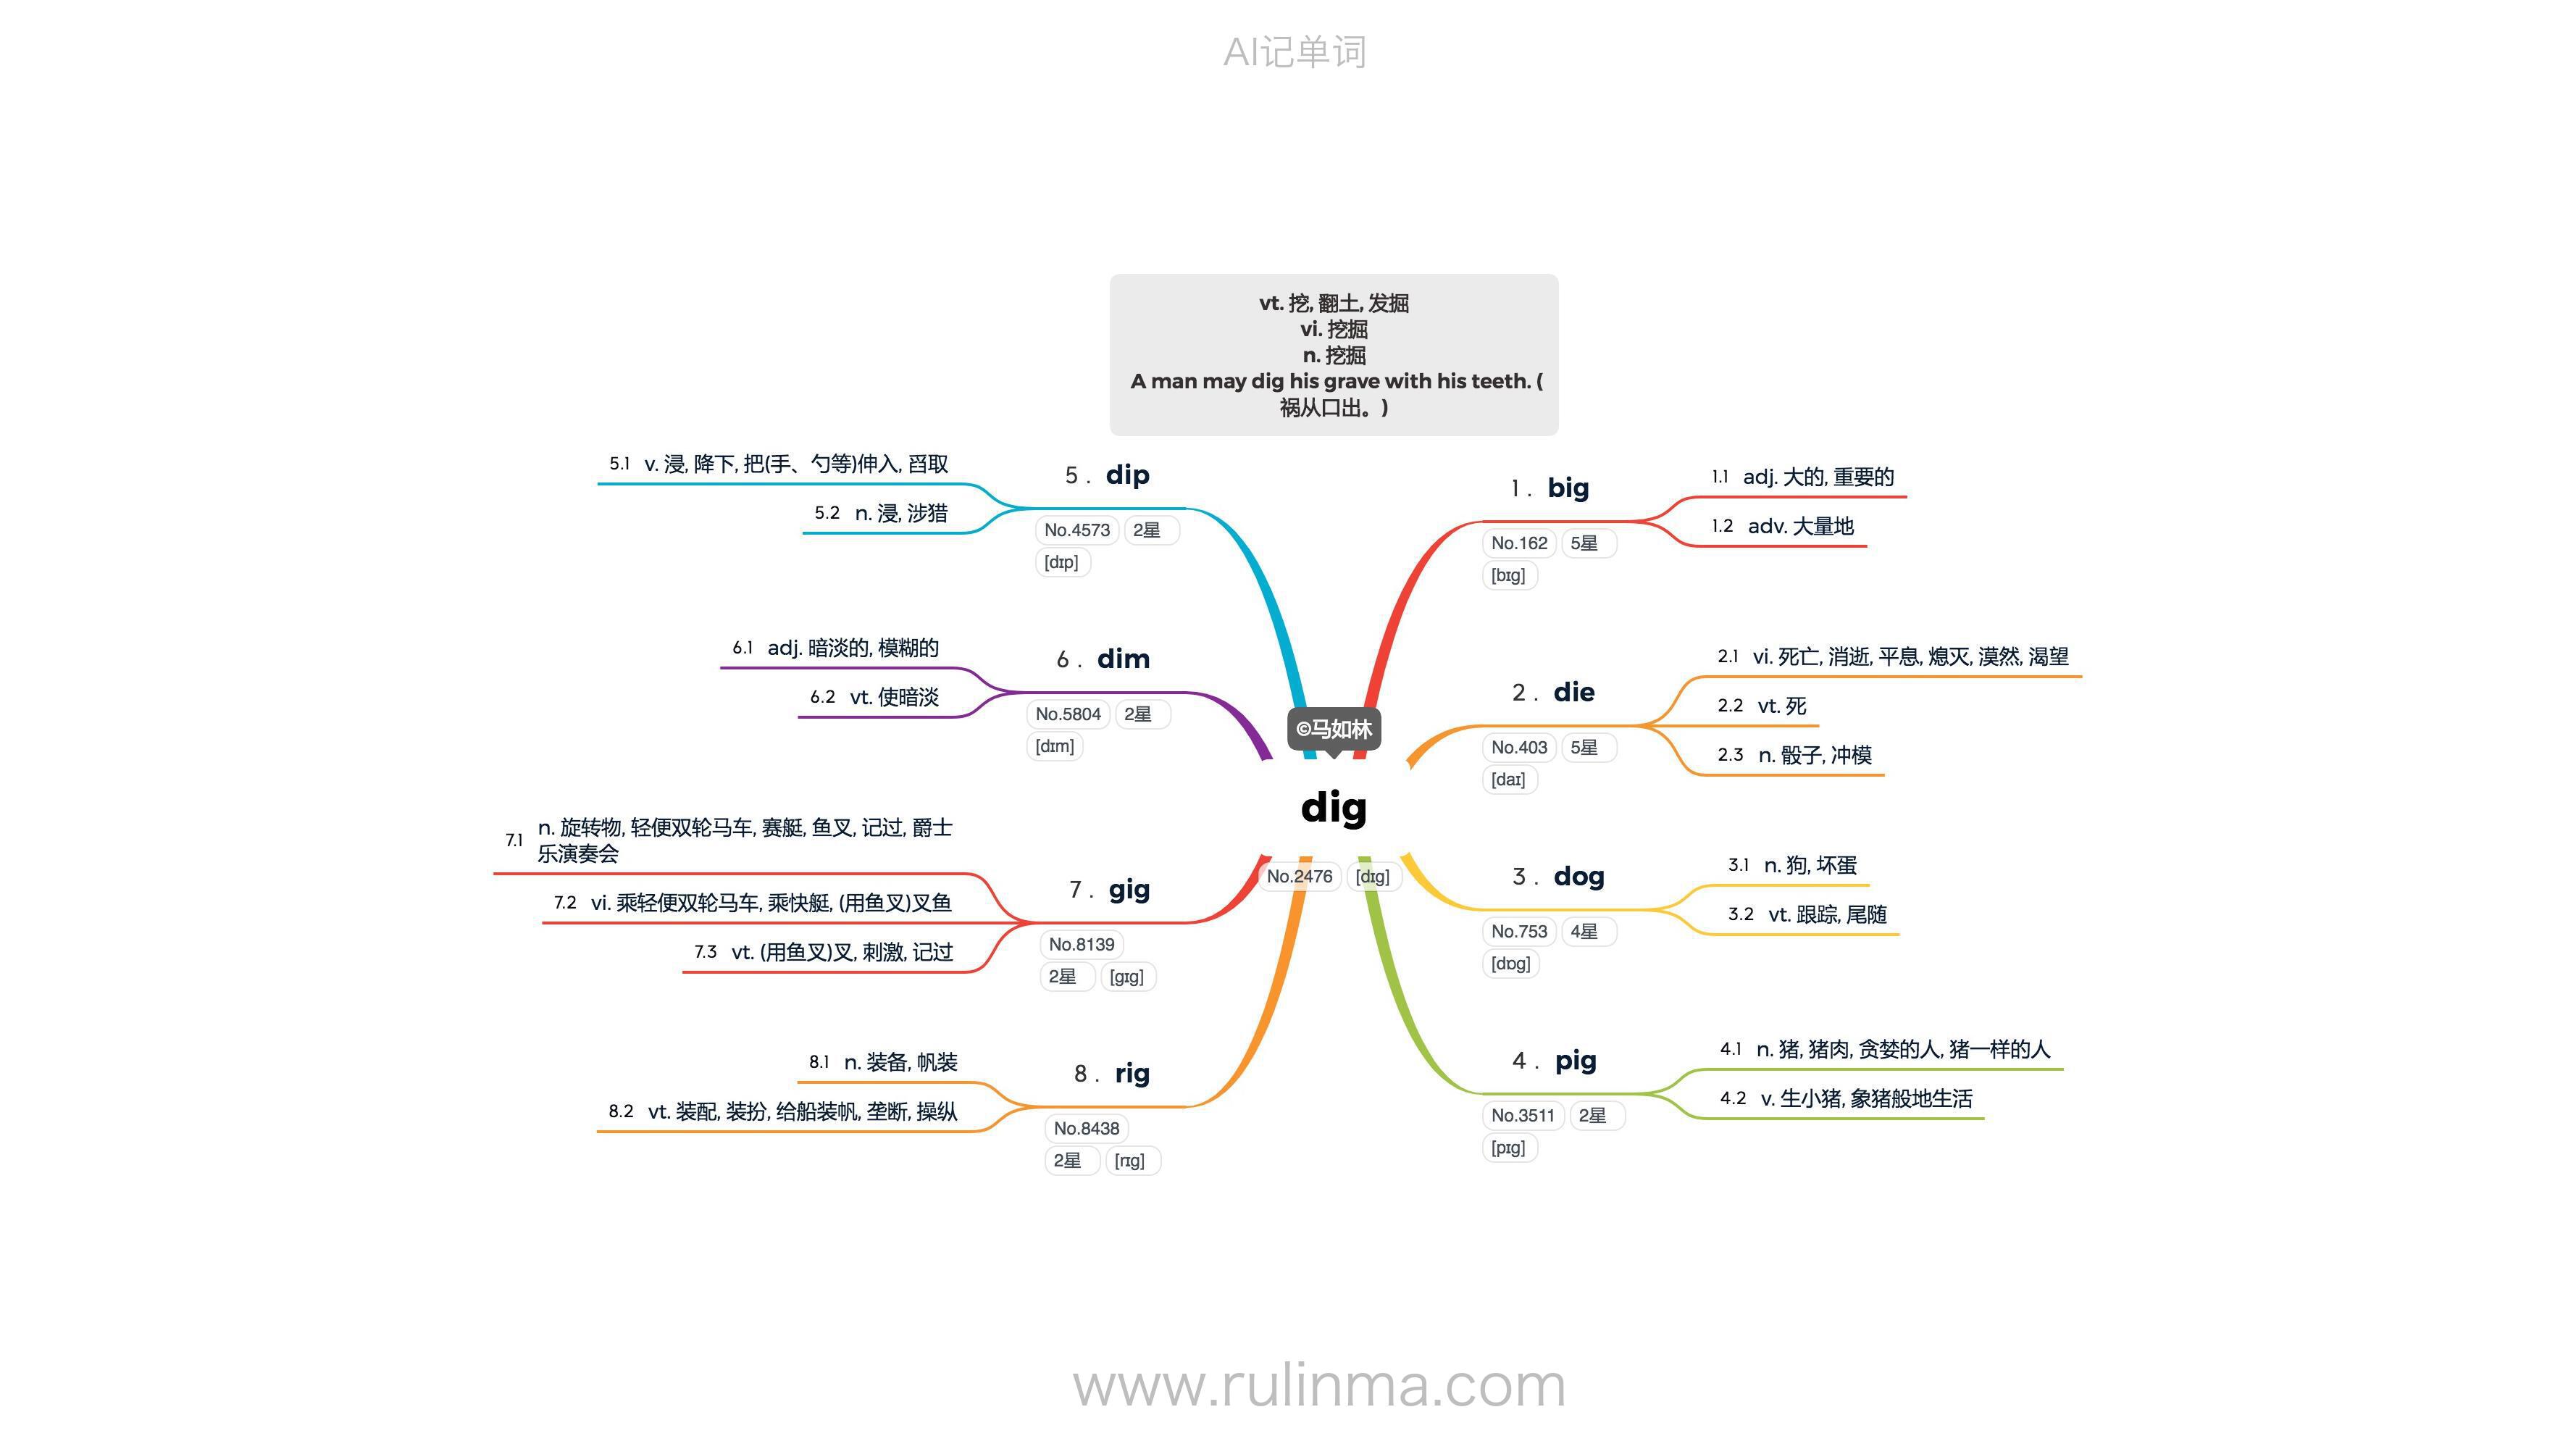 AI记单词
vt. 挖, 翻土, 发掘
vi. 挖掘
n. 挖掘
A man may dig his grave with his teeth. (
祸从口出。)
©马如林
dig
No.2476 [dɪg]
1 . big
No.162 5星
[bɪg]
1.1 adj. 大的, 重要的
1.2 adv. 大量地
2 . die
No.403 5星
[daɪ]
2.1 vi. 死亡, 消逝, 平息, 熄灭, 漠然, 渴望
2.2 vt. 死
2.3 n. 骰子, 冲模
3 . dog
No.753 4星
[dɒg]
3.1 n. 狗, 坏蛋
3.2 vt. 跟踪, 尾随
4 . pig
No.3511 2星
[pɪg]
4.1 n. 猪, 猪肉, 贪婪的人, 猪一样的人
4.2 v. 生小猪, 象猪般地生活
5 . dip
No.4573 2星
[dɪp]
5.1 v. 浸, 降下, 把(手、勺等)伸入, 舀取
5.2 n. 浸, 涉猎
6 . dim
No.5804 2星
[dɪm]
6.1 adj. 暗淡的, 模糊的
6.2 vt. 使暗淡
7 . gig
No.8139
2星 [gɪg]
7.1 n. 旋转物, 轻便双轮马车, 赛艇, 鱼叉, 记过, 爵士
乐演奏会
7.2 vi. 乘轻便双轮马车, 乘快艇, (用鱼叉)叉鱼
7.3 vt. (用鱼叉)叉, 刺激, 记过
8 . rig
No.8438
2星 [rɪg]
8.1 n. 装备, 帆装
8.2 vt. 装配, 装扮, 给船装帆, 垄断, 操纵
www.rulinma.com